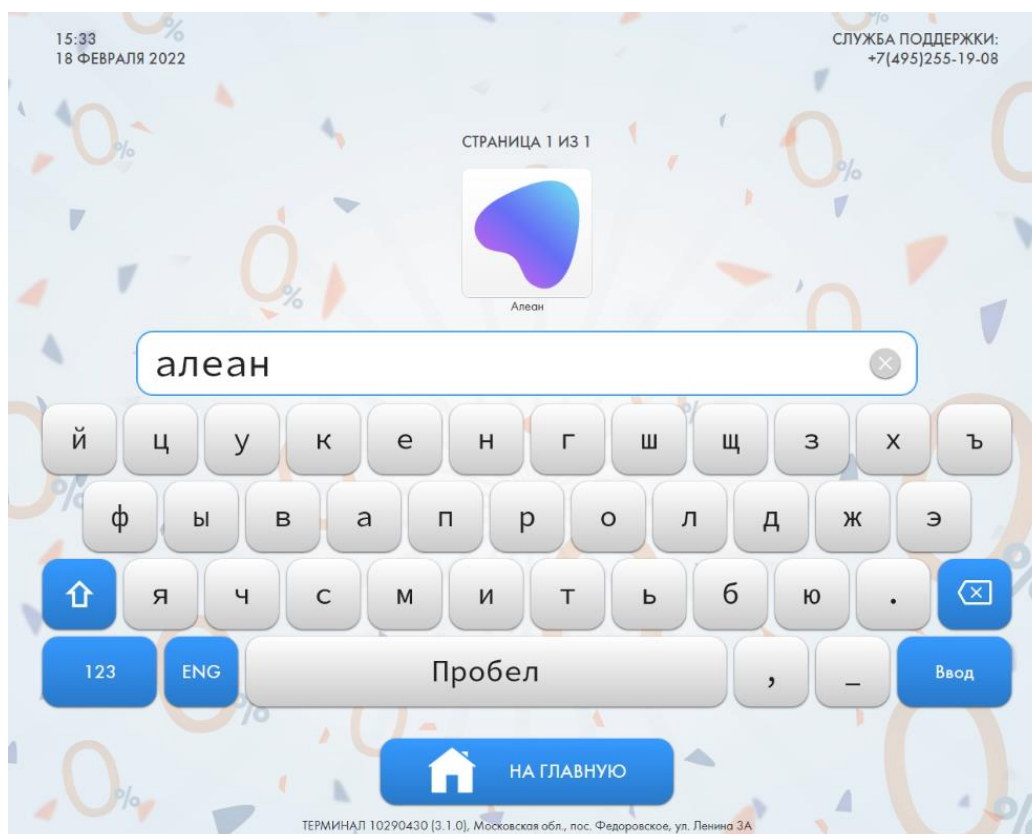 15:33
18 ФЕВРАЛЯ 2022
СЛУЖБА ПОДДЕРЖКИ:
+7(495)255-19-08
СТРАНИЦА 1 ИЗ 1
Алеан
алеан
й ц у к е н г ш щ з х ъ
ф ы в а п р о л д ж э
я ч с м и т ь б ю .
123 ENG Пробел , _ Ввод
НА ГЛАВНУЮ
ТЕРМИНАЛ 10290430 (3.1.0), Московская обл., пос. Федоровское, ул. Ленина 3А